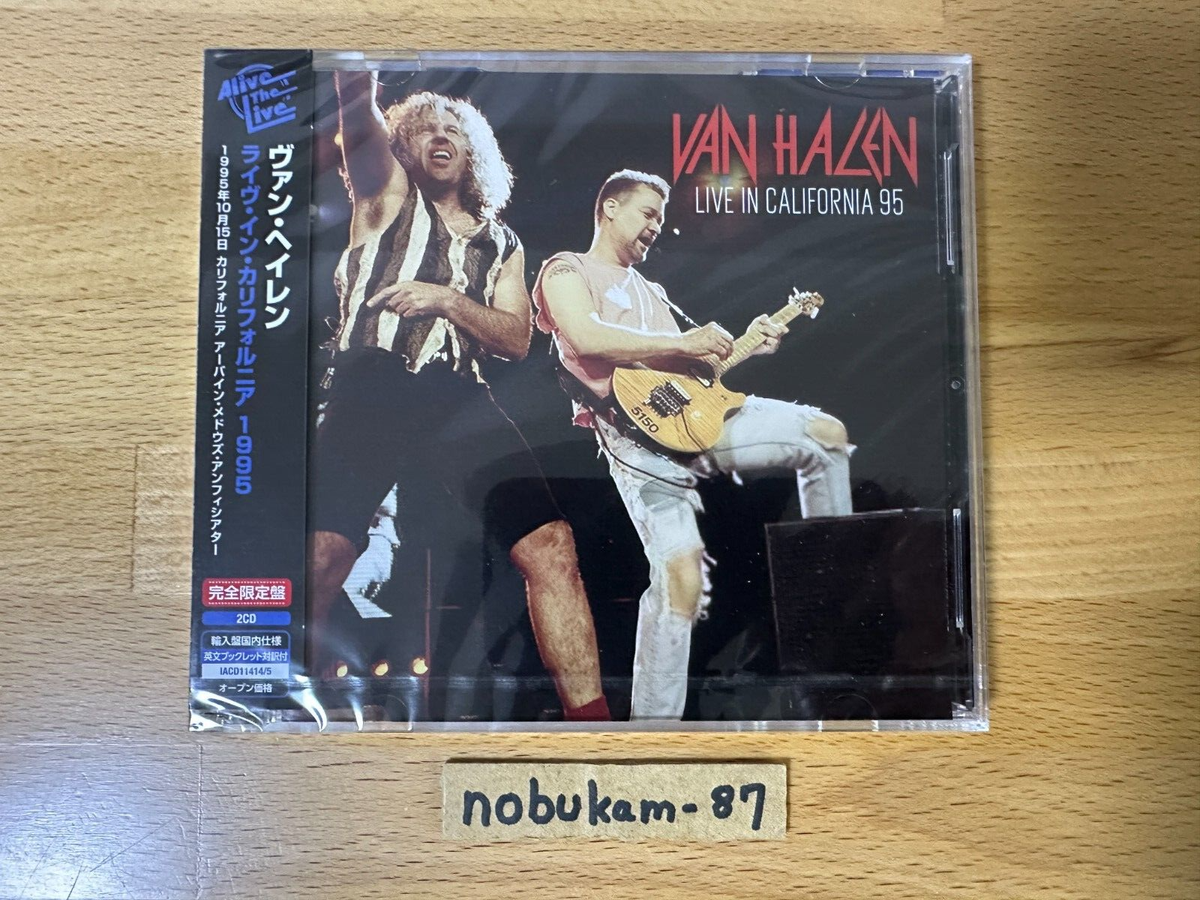 Alive
The
Live
ヴァン・ヘイレン
ライヴ・イン・カリフォルニア 1995
1995年10月15日 カリフォルニア アーバイン・メドウズ・アンフィシアター
完全限定盤
2CD
輸入盤国内仕様
英文ブックレット対訳付
IACD11414/5
オープン価格
VAN HALEN
LIVE IN CALIFORNIA 95
5150
nobukam-87